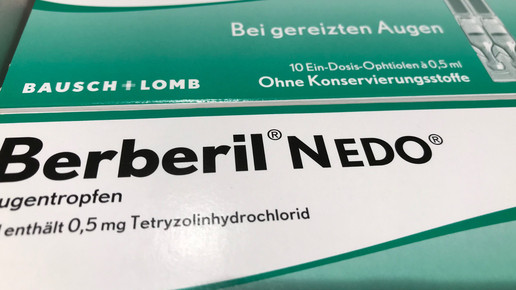 Bei gereizten Augen
10 Ein-Dosis-Ophtiolen à 0,5 ml
Ohne Konservierungsstoffe
BAUSCH + LOMB
Berberil® NEDO®
ugentropfen
enthält 0,5 mg Tetryzolinhydrochlorid